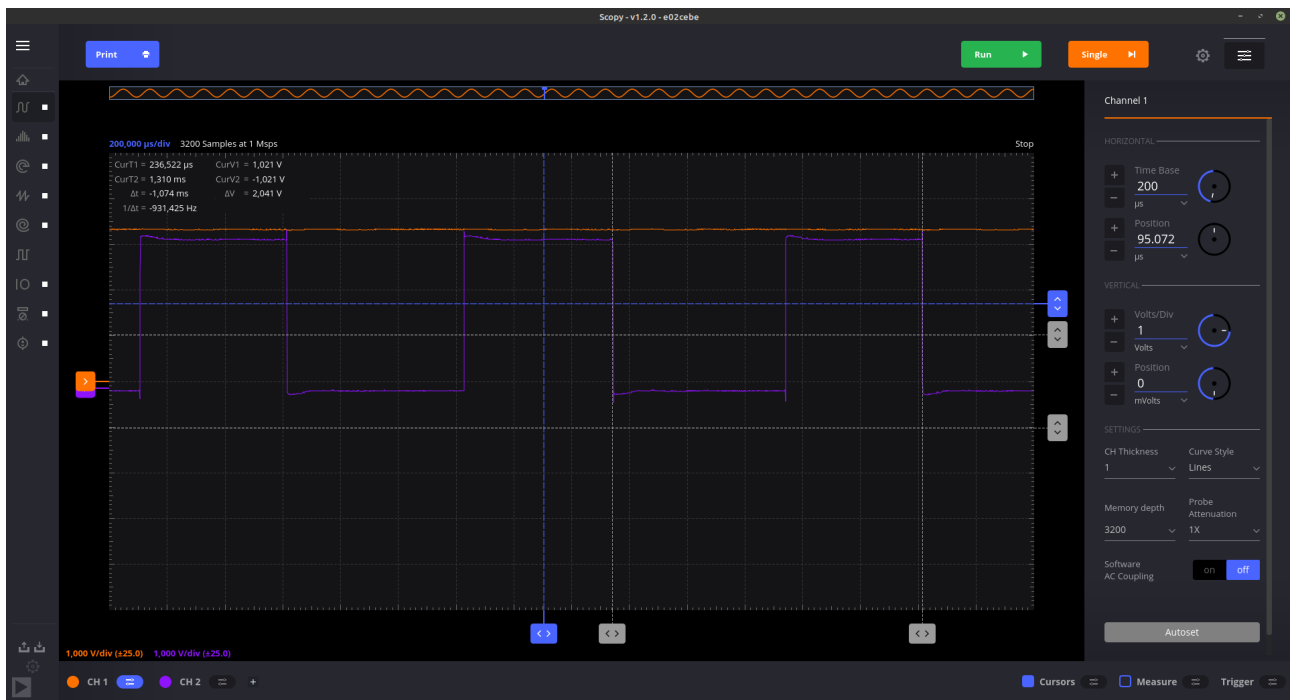 Scopy - v1.2.0 - e02cebe
Print
Run
Single
200,000 µs/div 3200 Samples at 1 Msps
Stop
CurT1 = 236,522 µs CurV1 = 1,021 V
CurT2 = 1,310 ms CurV2 = -1,021 V
Δt = -1,074 ms ΔV = 2,041 V
1/Δt = -931,425 Hz
1,000 V/div (±25.0) 1,000 V/div (±25.0)
CH 1
CH 2
+
Cursors
Measure
Trigger
Channel 1
HORIZONTAL
+
Time Base
200
−
µs
+
Position
95.072
−
µs
VERTICAL
+
Volts/Div
1
−
Volts
+
Position
0
−
mVolts
SETTINGS
CH Thickness Curve Style
1 Lines
Memory depth Probe
Attenuation
3200 1X
Software
AC Coupling
on off
Autoset